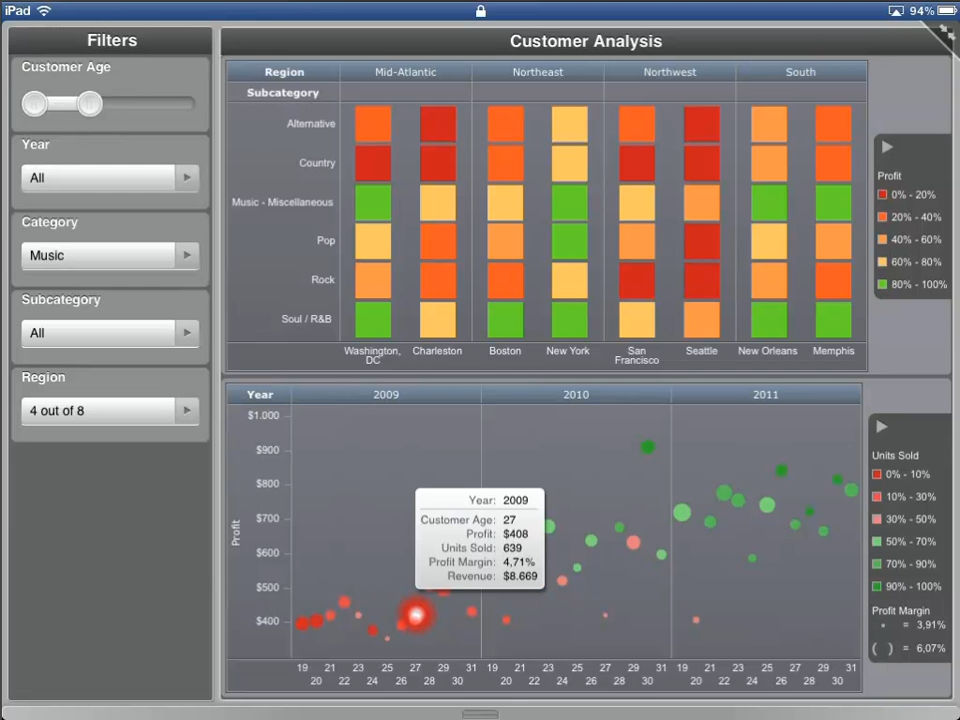 iPad 94%
Filters
Customer Age
Year
All
Category
Music
Subcategory
All
Region
4 out of 8
Customer Analysis
Region Mid-Atlantic Northeast Northwest South
Subcategory
Alternative
Country
Music - Miscellaneous
Pop
Rock
Soul / R&B
Washington, DC Charleston Boston New York San Francisco Seattle New Orleans Memphis
Profit
0% - 20%
20% - 40%
40% - 60%
60% - 80%
80% - 100%
Year 2009 2010 2011
Profit
$1.000
$900
$800
$700
$600
$500
$400
Year: 2009
Customer Age: 27
Profit: $408
Units Sold: 639
Profit Margin: 4,71%
Revenue: $8.669
19 21 23 25 27 29 31 19 21 23 25 27 29 31 19 21 23 25 27 29 31
20 22 24 26 28 30 20 22 24 26 28 30 20 22 24 26 28 30
Units Sold
0% - 10%
10% - 30%
30% - 50%
50% - 70%
70% - 90%
90% - 100%
Profit Margin
= 3,91%
( ) = 6,07%